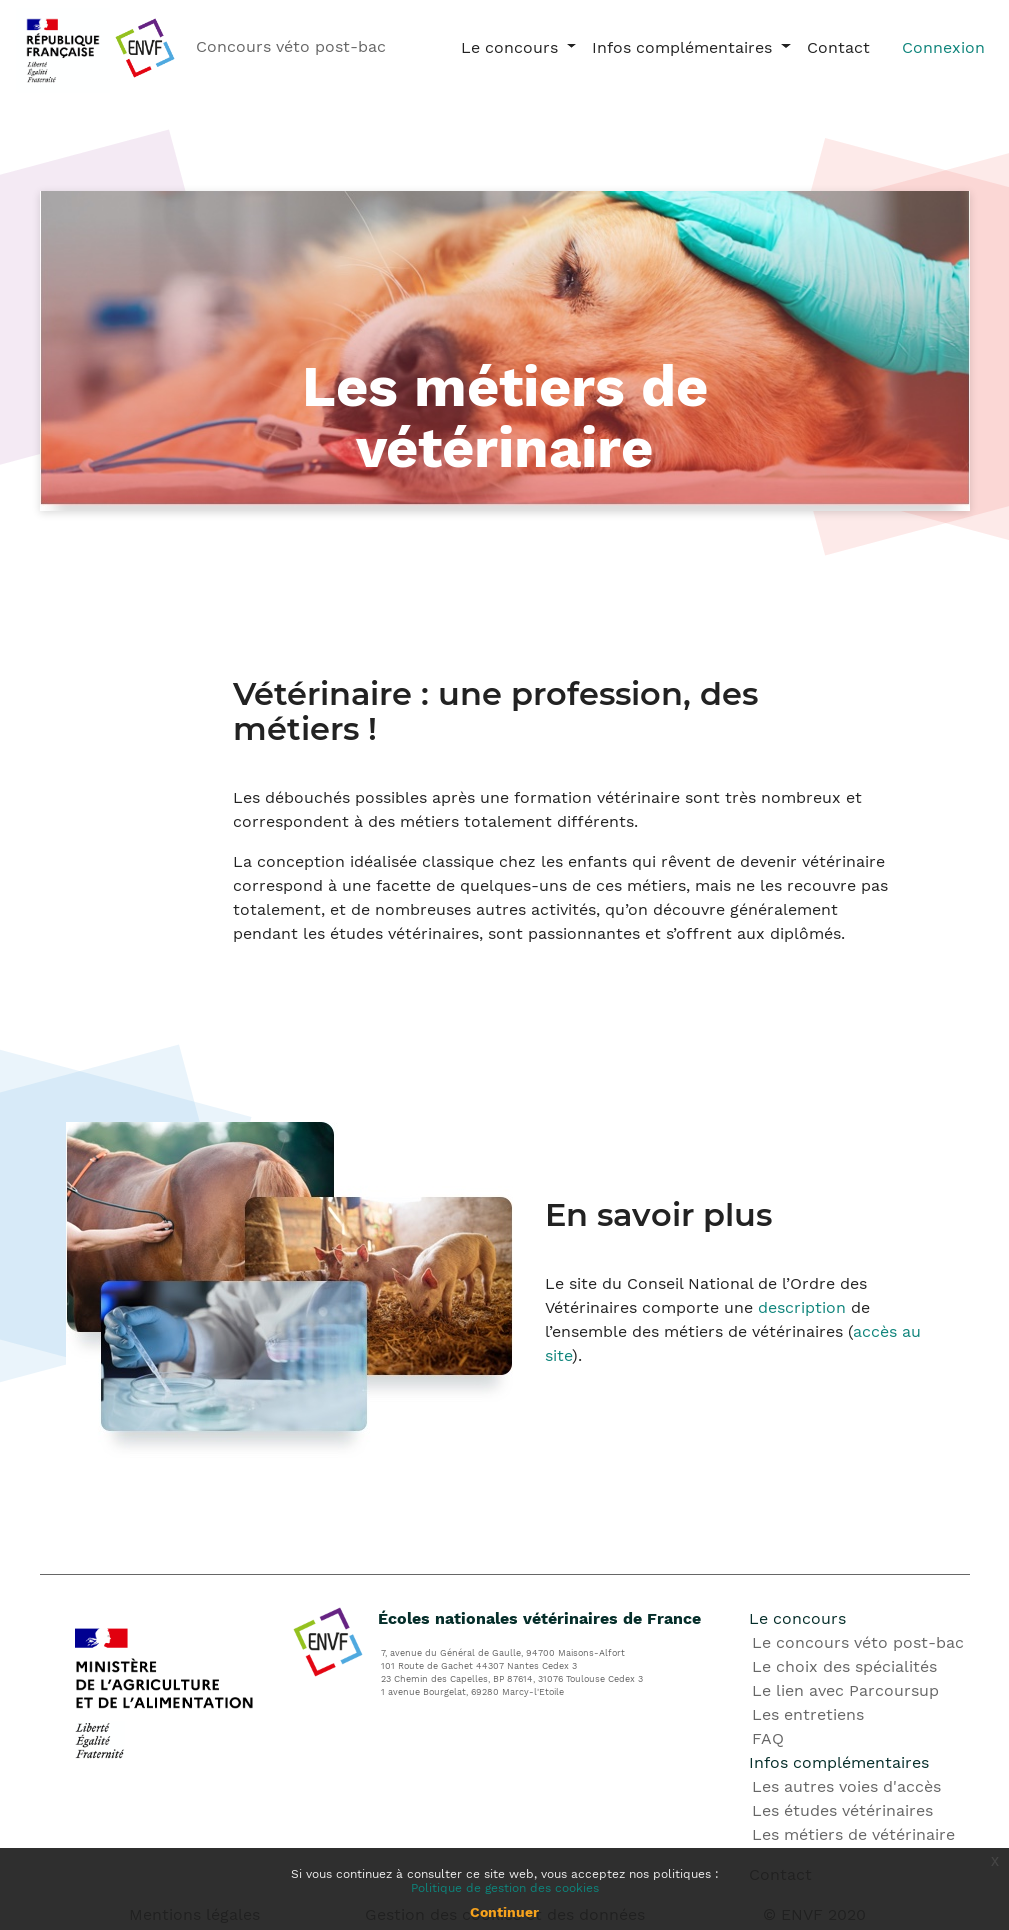 RÉPUBLIQUE
FRANÇAISE
Liberté
Égalité
Fraternité
ENVF
Concours véto post-bac
Le concours
Infos complémentaires
Contact
Connexion
Les métiers de
vétérinaire
Vétérinaire : une profession, des
métiers !
Les débouchés possibles après une formation vétérinaire sont très nombreux et
correspondent à des métiers totalement différents.
La conception idéalisée classique chez les enfants qui rêvent de devenir vétérinaire
correspond à une facette de quelques-uns de ces métiers, mais ne les recouvre pas
totalement, et de nombreuses autres activités, qu’on découvre généralement
pendant les études vétérinaires, sont passionnantes et s’offrent aux diplômés.
En savoir plus
Le site du Conseil National de l’Ordre des
Vétérinaires comporte une description de
l’ensemble des métiers de vétérinaires (accès au
site).
MINISTÈRE
DE L’AGRICULTURE
ET DE L’ALIMENTATION
Liberté
Égalité
Fraternité
ENVF
Écoles nationales vétérinaires de France
7, avenue du Général de Gaulle, 94700 Maisons-Alfort
101 Route de Gachet 44307 Nantes Cedex 3
23 Chemin des Capelles, BP 87614, 31076 Toulouse Cedex 3
1 avenue Bourgelat, 69280 Marcy-l'Etoile
Le concours
Le concours véto post-bac
Le choix des spécialités
Le lien avec Parcoursup
Les entretiens
FAQ
Infos complémentaires
Les autres voies d'accès
Les études vétérinaires
Les métiers de vétérinaire
Contact
X
Si vous continuez à consulter ce site web, vous acceptez nos politiques :
Politique de gestion des cookies
Continuer
Mentions légales
Gestion des des données
© ENVF 2020